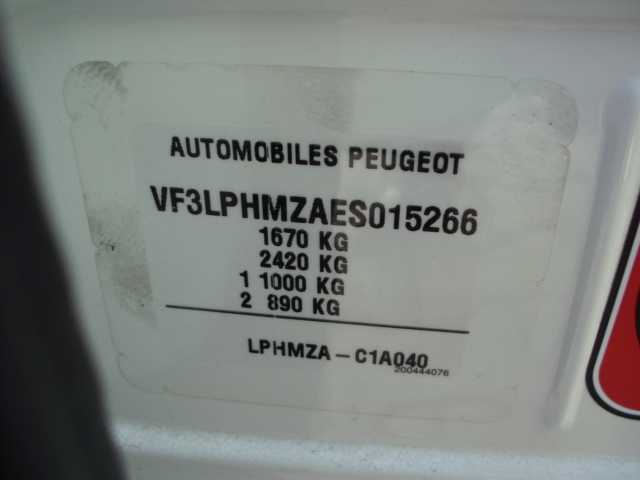 AUTOMOBILES PEUGEOT
VF3LPHMZAES015266
1670 KG
2420 KG
1 1000 KG
2 890 KG
LPHMZA - C1A040
200444076